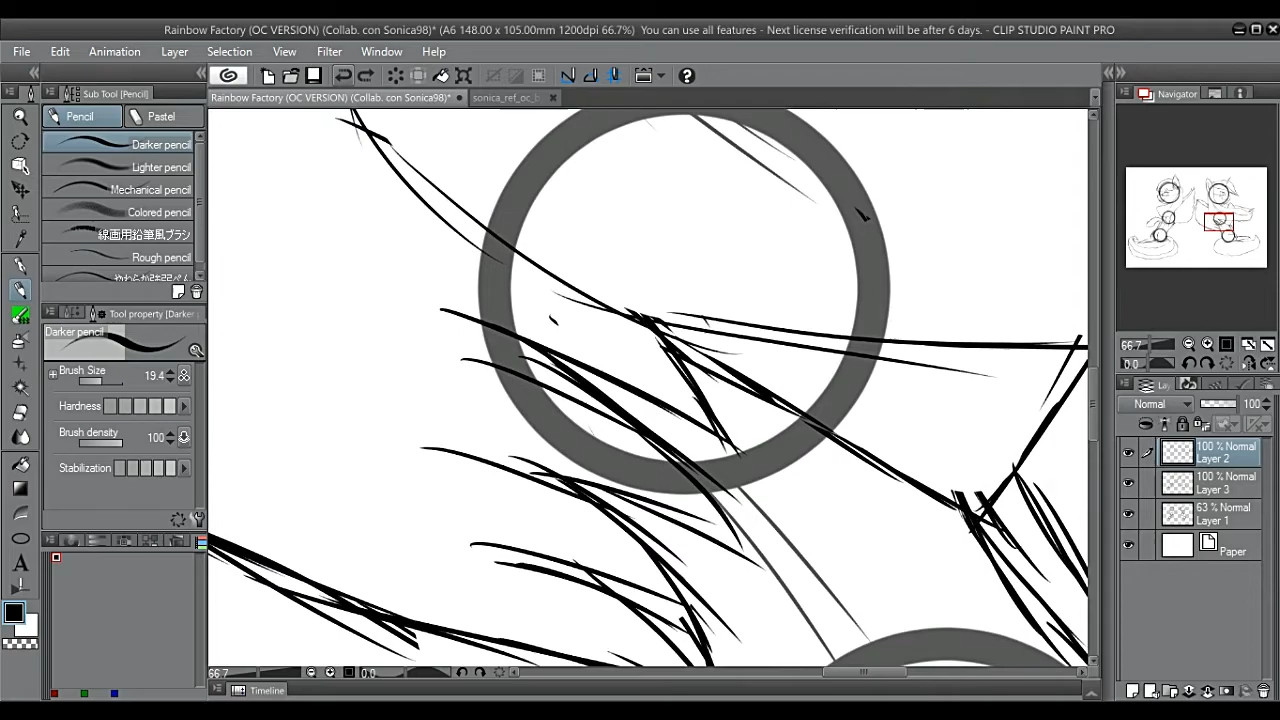 Rainbow Factory (OC VERSION) (Collab. con Sonica98)* (A6 148.00 x 105.00mm 1200dpi 66.7%)  You can use all features - Next license verification will be after 6 days. - CLIP STUDIO PAINT PRO
File Edit Animation Layer Selection View Filter Window Help
Sub Tool [Pencil]
Rainbow Factory (OC VERSION) (Collab. con Sonica98)*
sonica_ref_oc_b
Navigator
Pencil
Pastel
Darker pencil
Lighter pencil
Mechanical pencil
Colored pencil
線画用鉛筆風ブラシ
Rough pencil
Tool property [Darker
Darker pencil
Brush Size 19.4
Hardness
Brush density 100
Stabilization
66.7
0.0
Lay
Normal 100
100 % Normal
Layer 2
100 % Normal
Layer 3
63 % Normal
Layer 1
Paper
A
66.7 0.0
Timeline